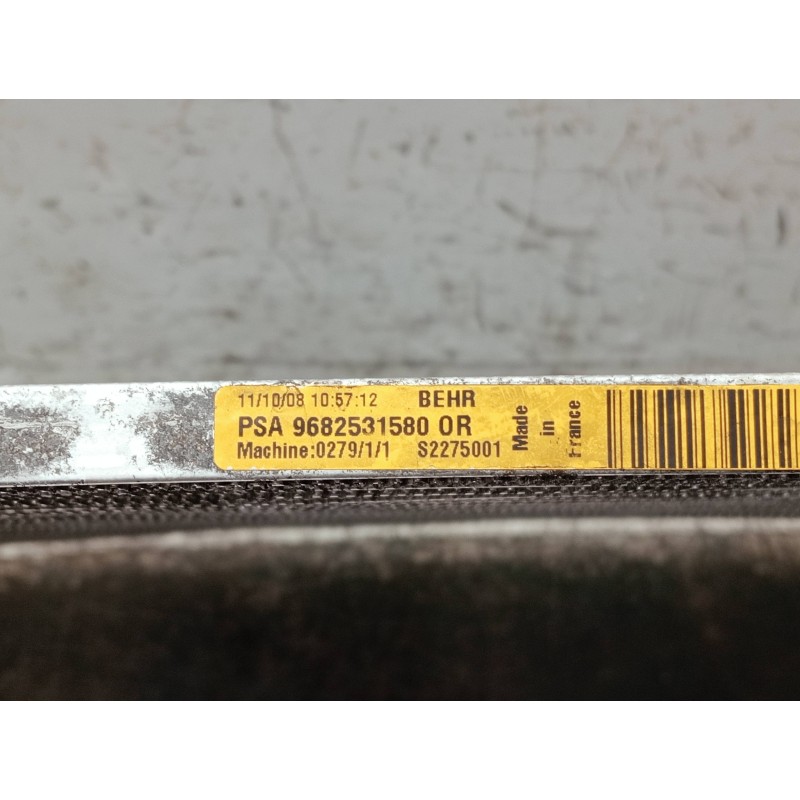 11/10/08 10:57:12 BEHR
PSA 9682531580 OR
Machine:0279/1/1 S2275001
Made
in
France